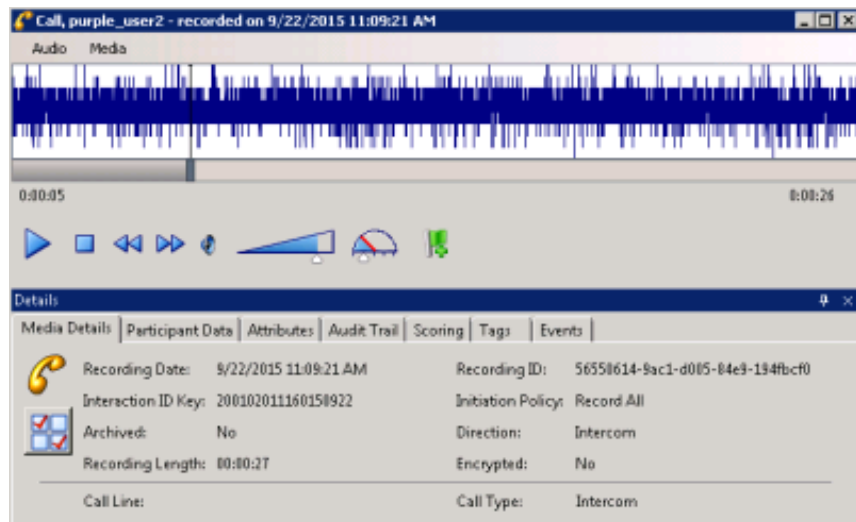 Call, purple_user2 - recorded on 9/22/2015 11:09:21 AM
Audio Media
0:00:05 0:00:26
Details
Media Details Participant Data Attributes Audit Trail Scoring Tags Events
Recording Date: 9/22/2015 11:09:21 AM Recording ID: 56550614-9ac1-d005-84e9-194fbcf0
Interaction ID Key: 200102011160150922 Initiation Policy: Record All
Archived: No Direction: Intercom
Recording Length: 00:00:27 Encrypted: No
Call Line: Call Type: Intercom